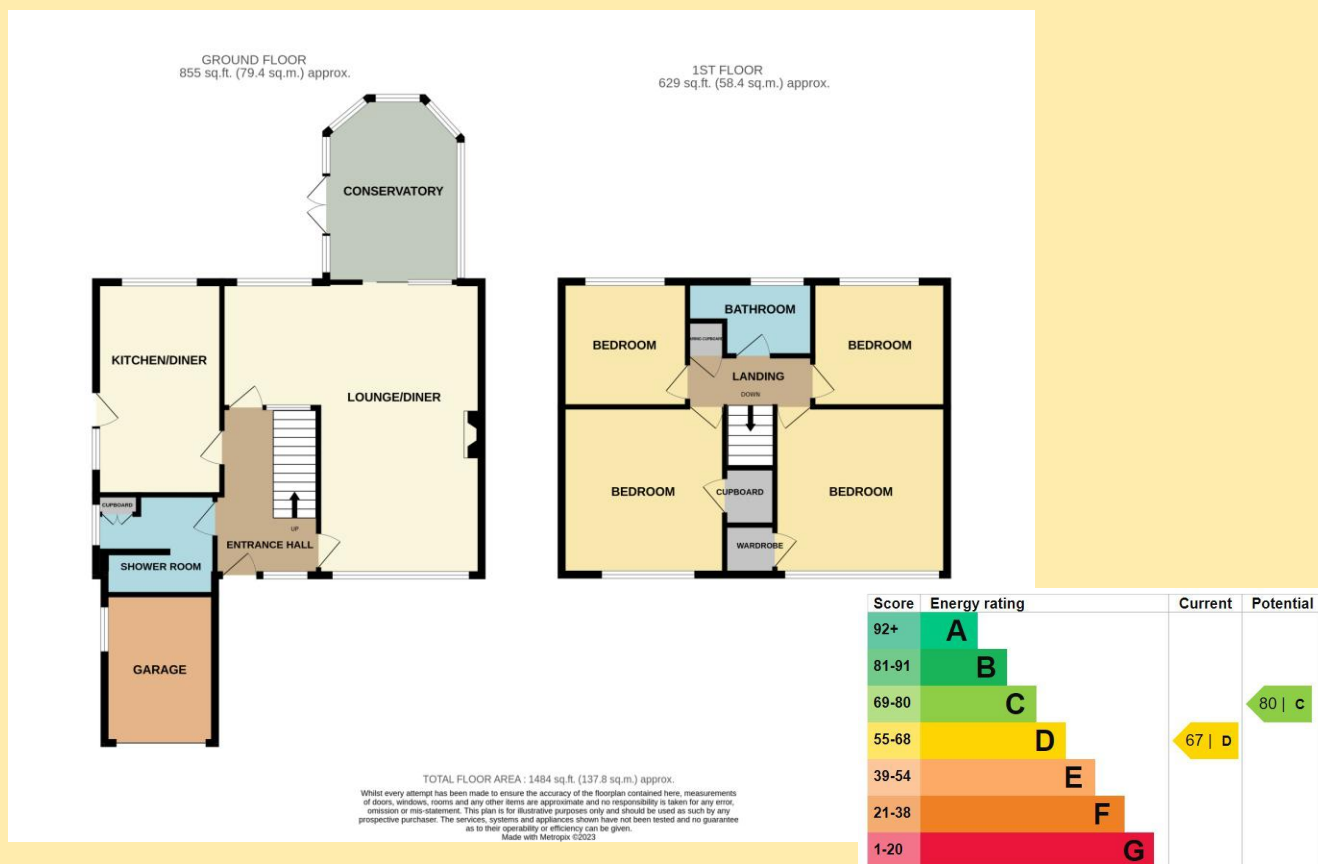 GROUND FLOOR
855 sq.ft. (79.4 sq.m.) approx.
1ST FLOOR
629 sq.ft. (58.4 sq.m.) approx.
CONSERVATORY
KITCHEN/DINER
LOUNGE/DINER
CUPBOARD
UP
ENTRANCE HALL
SHOWER ROOM
GARAGE
BATHROOM
BEDROOM
BEDROOM
CUPBOARD
LANDING
DOWN
BEDROOM
CUPBOARD
BEDROOM
WARDROBE
TOTAL FLOOR AREA : 1484 sq.ft. (137.8 sq.m.) approx.
Whilst every attempt has been made to ensure the accuracy of the floorplan contained here, measurements
of doors, windows, rooms and any other items are approximate and no responsibility is taken for any error,
omission or mis-statement. This plan is for illustrative purposes only and should be used as such by any
prospective purchaser. The services, systems and appliances shown have not been tested and no guarantee
as to their operability or efficiency can be given.
Made with Metropix ©2023
Score Energy rating Current Potential
92+ A
81-91 B
69-80 C 80 | C
55-68 D 67 | D
39-54 E
21-38 F
1-20 G